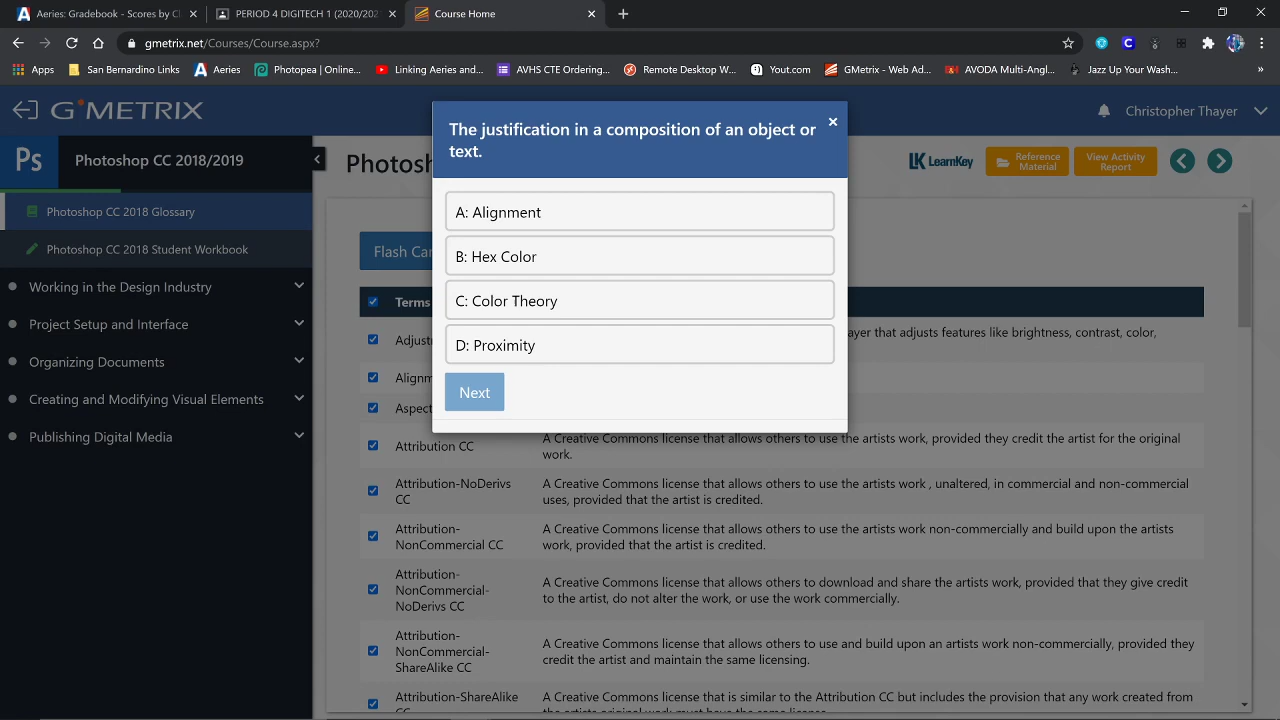 Aeries: Gradebook - Scores by C
PERIOD 4 DIGITECH 1 (2020/202
Course Home
gmetrix.net/Courses/Course.aspx?
Apps
San Bernardino Links
Aeries
Photopea | Online...
Linking Aeries and...
AVHS CTE Ordering...
Remote Desktop W...
Yout.com
GMetrix - Web Ad...
AVODA Multi-Angl...
Jazz Up Your Wash...
»
GMETRIX
Christopher Thayer
Ps
Photoshop CC 2018/2019
Photosh
LK LearnKey
Reference
Material
View Activity
Report
Photoshop CC 2018 Glossary
Photoshop CC 2018 Student Workbook
Working in the Design Industry
Project Setup and Interface
Organizing Documents
Creating and Modifying Visual Elements
Publishing Digital Media
The justification in a composition of an object or
text.
×
A: Alignment
B: Hex Color
C: Color Theory
D: Proximity
Next
Flash Car
Terms
Adjust
ayer that adjusts features like brightness, contrast, color,
Alignm
Aspec
Attribution CC
A Creative Commons license that allows others to use the artists work, provided they credit the artist for the original
work.
Attribution-NoDerivs
CC
A Creative Commons license that allows others to use the artists work , unaltered, in commercial and non-commercial
uses, provided that the artist is credited.
Attribution-
NonCommercial CC
A Creative Commons license that allows others to use the artists work non-commercially and build upon the artists
work, provided that the artist is credited.
Attribution-
NonCommercial-
NoDerivs CC
A Creative Commons license that allows others to download and share the artists work, provided that they give credit
to the artist, do not alter the work, or use the work commercially.
Attribution-
NonCommercial-
ShareAlike CC
A Creative Commons license that allows others to use and build upon an artists work non-commercially, provided they
credit the artist and maintain the same licensing.
Attribution-ShareAlike
CC
A Creative Commons license that is similar to the Attribution CC but includes the provision that any work created from
the artists original work must have the same license.